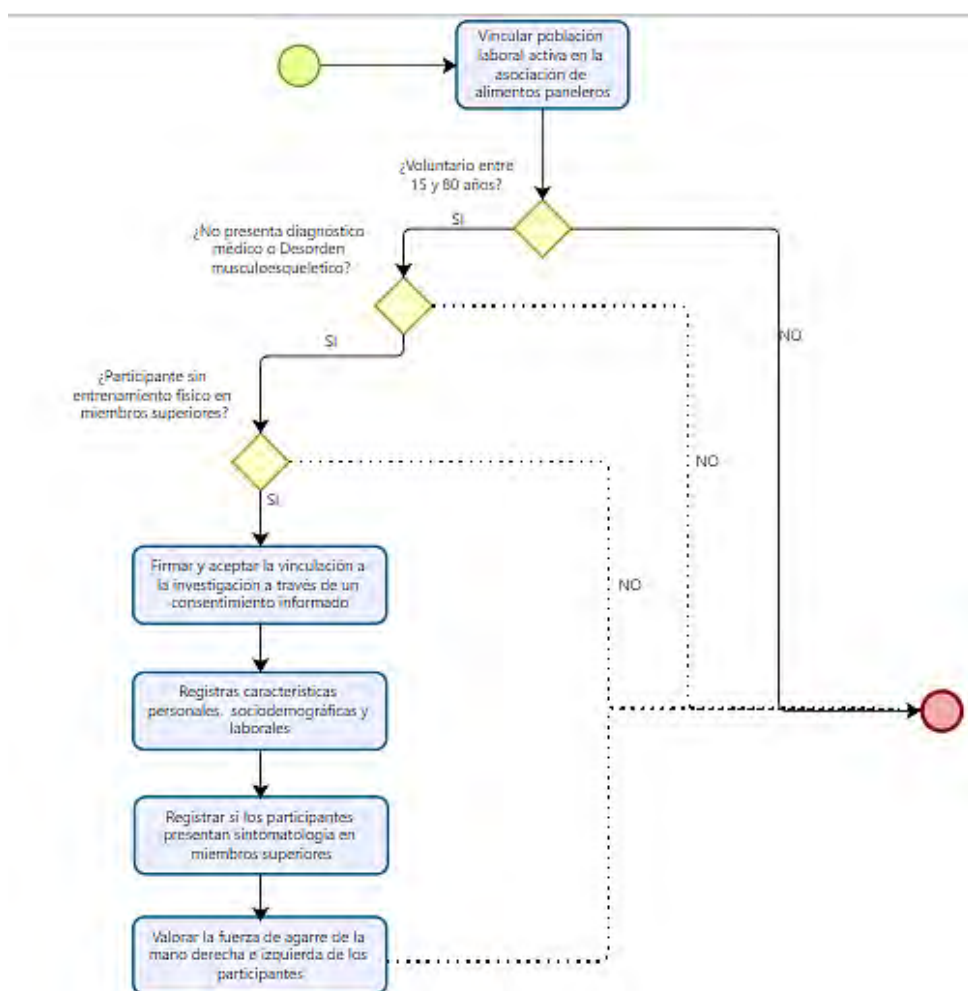 Vincular población
laboral activa en la
asociación de
alimentos paneleros
¿Voluntario entre
15 y 80 años?
SI
¿No presenta diagnóstico
médico o Desorden
musculoesqueletico?
NO
SI
¿Participante sin
entrenamiento físico en
miembros superiores?
NO
SI
Firmar y aceptar la vinculación a
la investigación a través de un
consentimiento informado
NO
Registras características
personales, sociodemográficas y
laborales
Registrar si los participantes
presentan sintomatología en
miembros superiores
Valorar la fuerza de agarre de la
mano derecha e izquierda de los
participantes